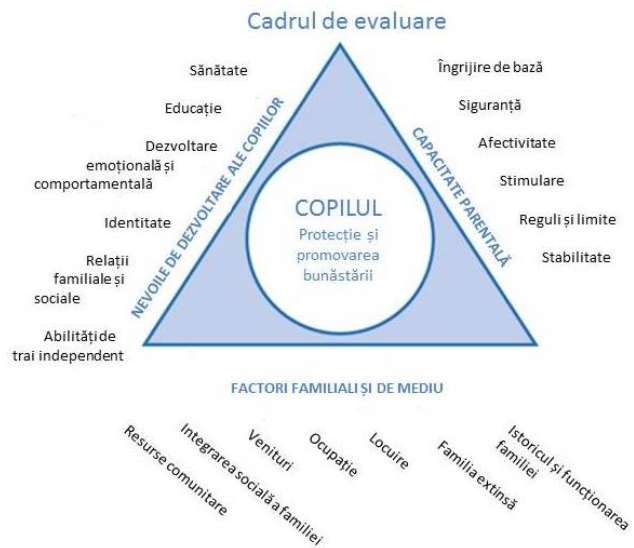 Cadrul de evaluare
Sănătate
Educație
Dezvoltare
emoțională și
comportamentală
Identitate
Relații
familiale și
sociale
Abilități de
trai independent
NEVOILE DE DEZVOLTARE ALE COPIILOR
COPILUL
Protecție și
promovarea
bunăstării
CAPACITATE PARENTALĂ
Îngrijire de bază
Siguranță
Afectivitate
Stimulare
Reguli și limite
Stabilitate
FACTORI FAMILIALI ȘI DE MEDIU
Resurse comunitare
Integrarea socială a familiei
Venituri
Ocupație
Locuire
Familia extinsă
Istoricul și funcționarea
familiei